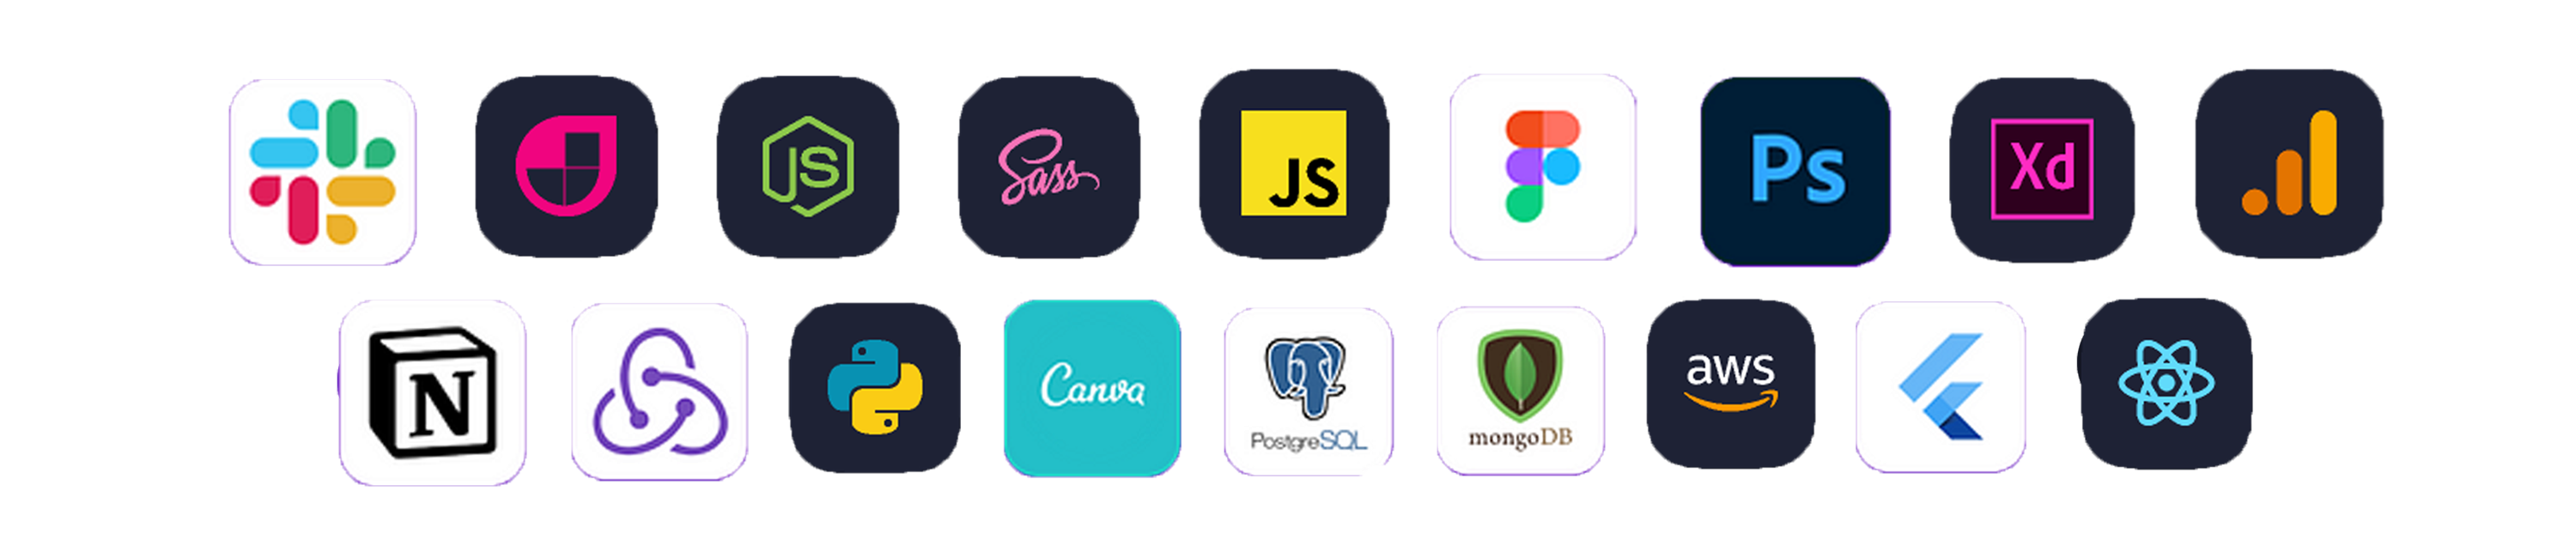 JS
Sass
JS
Ps
Xd
N
Canva
PostgreSQL
mongoDB
aws